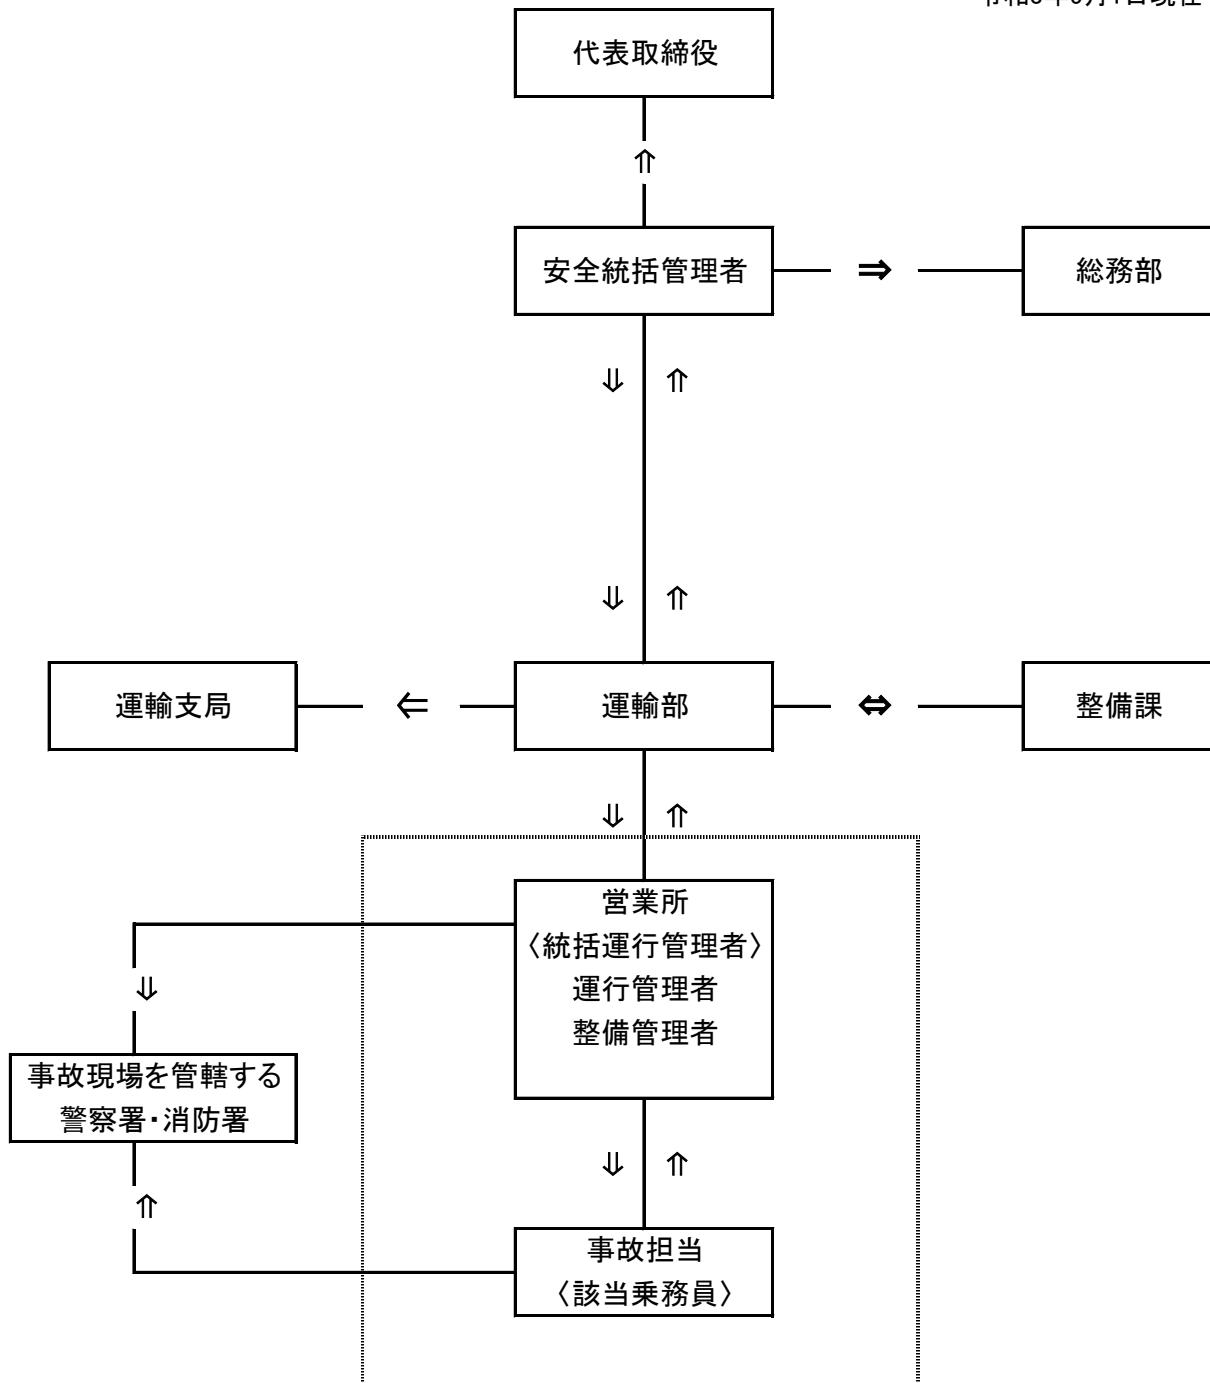 代表取締役
⇑
安全統括管理者 ⇒ 総務部
⇓ ⇑
⇓ ⇑
運輸支局 ⇐ 運輸部 ⇔ 整備課
⇓ ⇑
営業所
〈統括運行管理者〉
運行管理者
整備管理者
⇓
事故現場を管轄する
警察署・消防署
⇓ ⇑
⇑
事故担当
〈該当乗務員〉